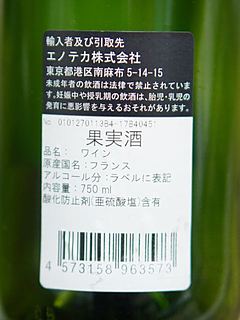 輸入者及び引取先
エノテカ株式会社
東京都港区南麻布 5-14-15
未成年者の飲酒は法律で禁止されていま
す。妊娠中や授乳期の飲酒は、胎児・乳児の
発育に悪影響を与えるおそれがあります。
No. 010127011384-17840451
果実酒
品名： ワイン
原産国名：フランス
アルコール分：ラベルに表記
内容量：750 ml
酸化防止剤(亜硫酸塩)含有
4 573158 963573